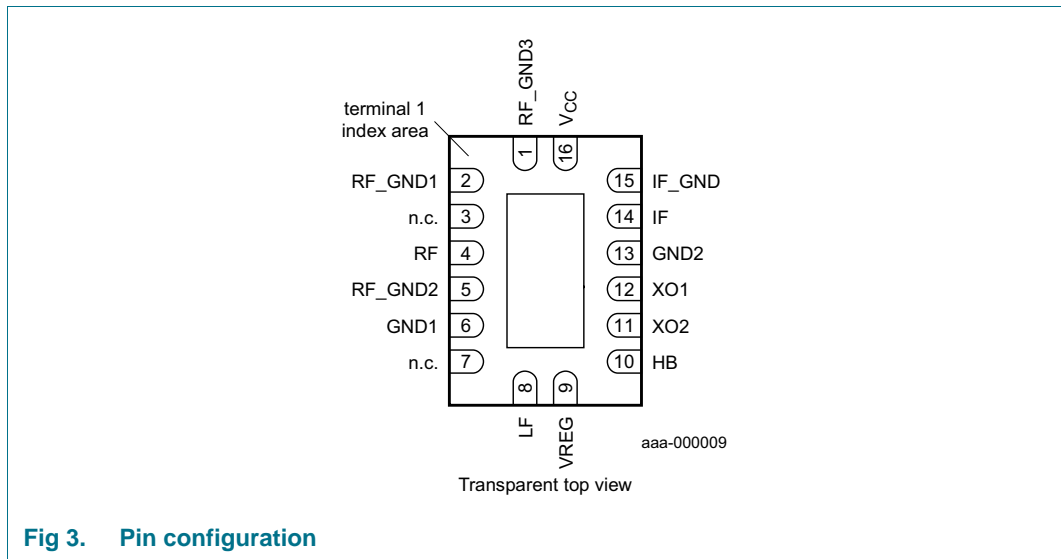 RF_GND3
VCC
terminal 1
index area
1
16
RF_GND1 2
15 IF_GND
n.c. 3
14 IF
RF 4
13 GND2
RF_GND2 5
12 XO1
GND1 6
11 XO2
n.c. 7
10 HB
8
9
LF
VREG
aaa-000009
Transparent top view
Fig 3. Pin configuration